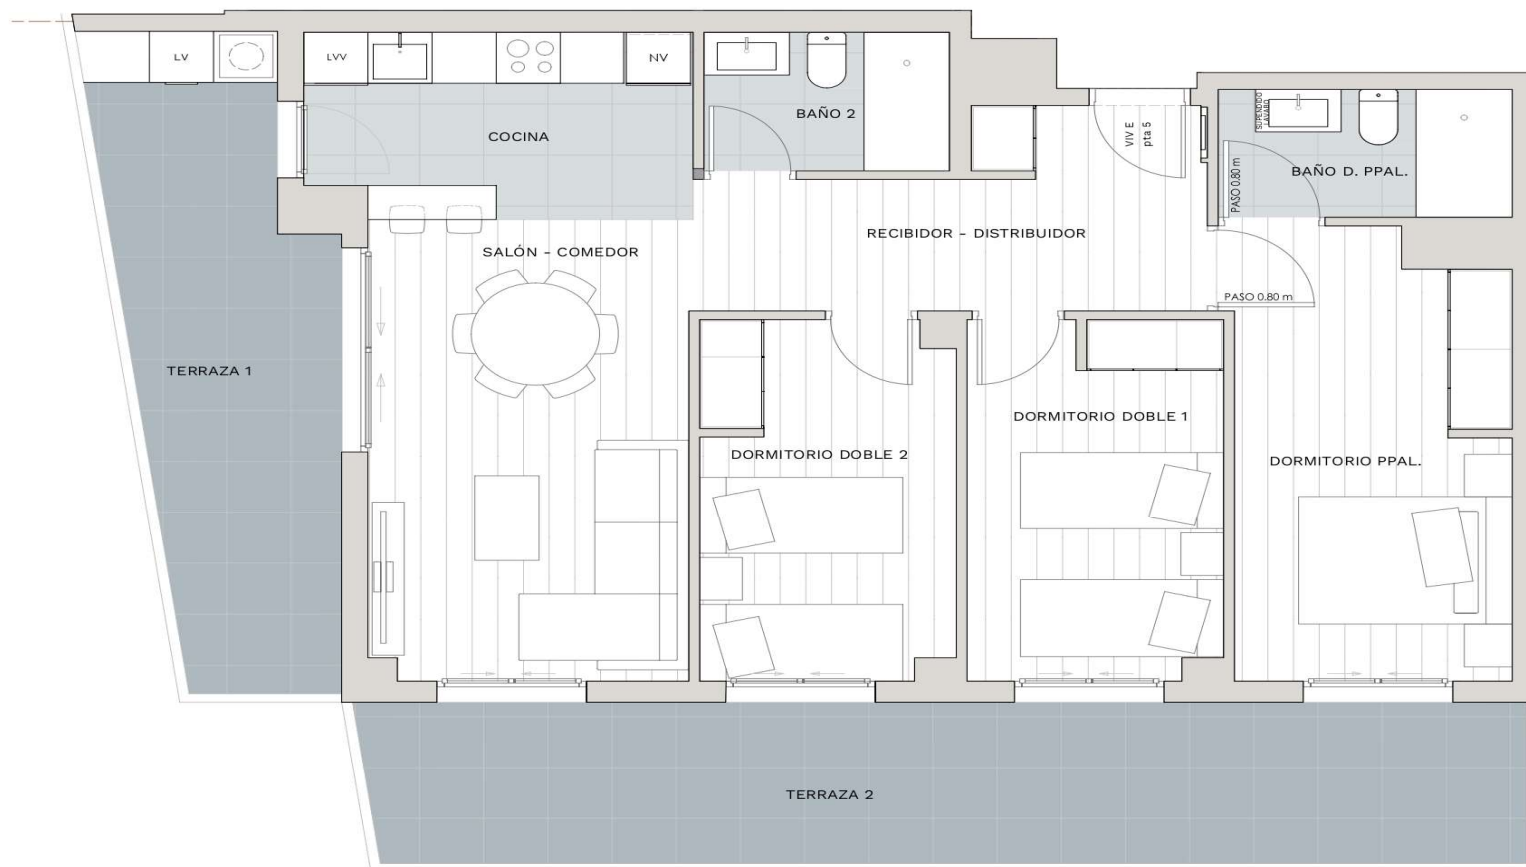 LV
LVV
NV
COCINA
BAÑO 2
VIV E
pta 5
SUPENDIDO
LAVABO
BAÑO D. PPAL.
PASO 0.80 m
RECIBIDOR - DISTRIBUIDOR
SALÓN - COMEDOR
PASO 0.80 m
TERRAZA 1
DORMITORIO DOBLE 1
DORMITORIO DOBLE 2
DORMITORIO PPAL.
TERRAZA 2